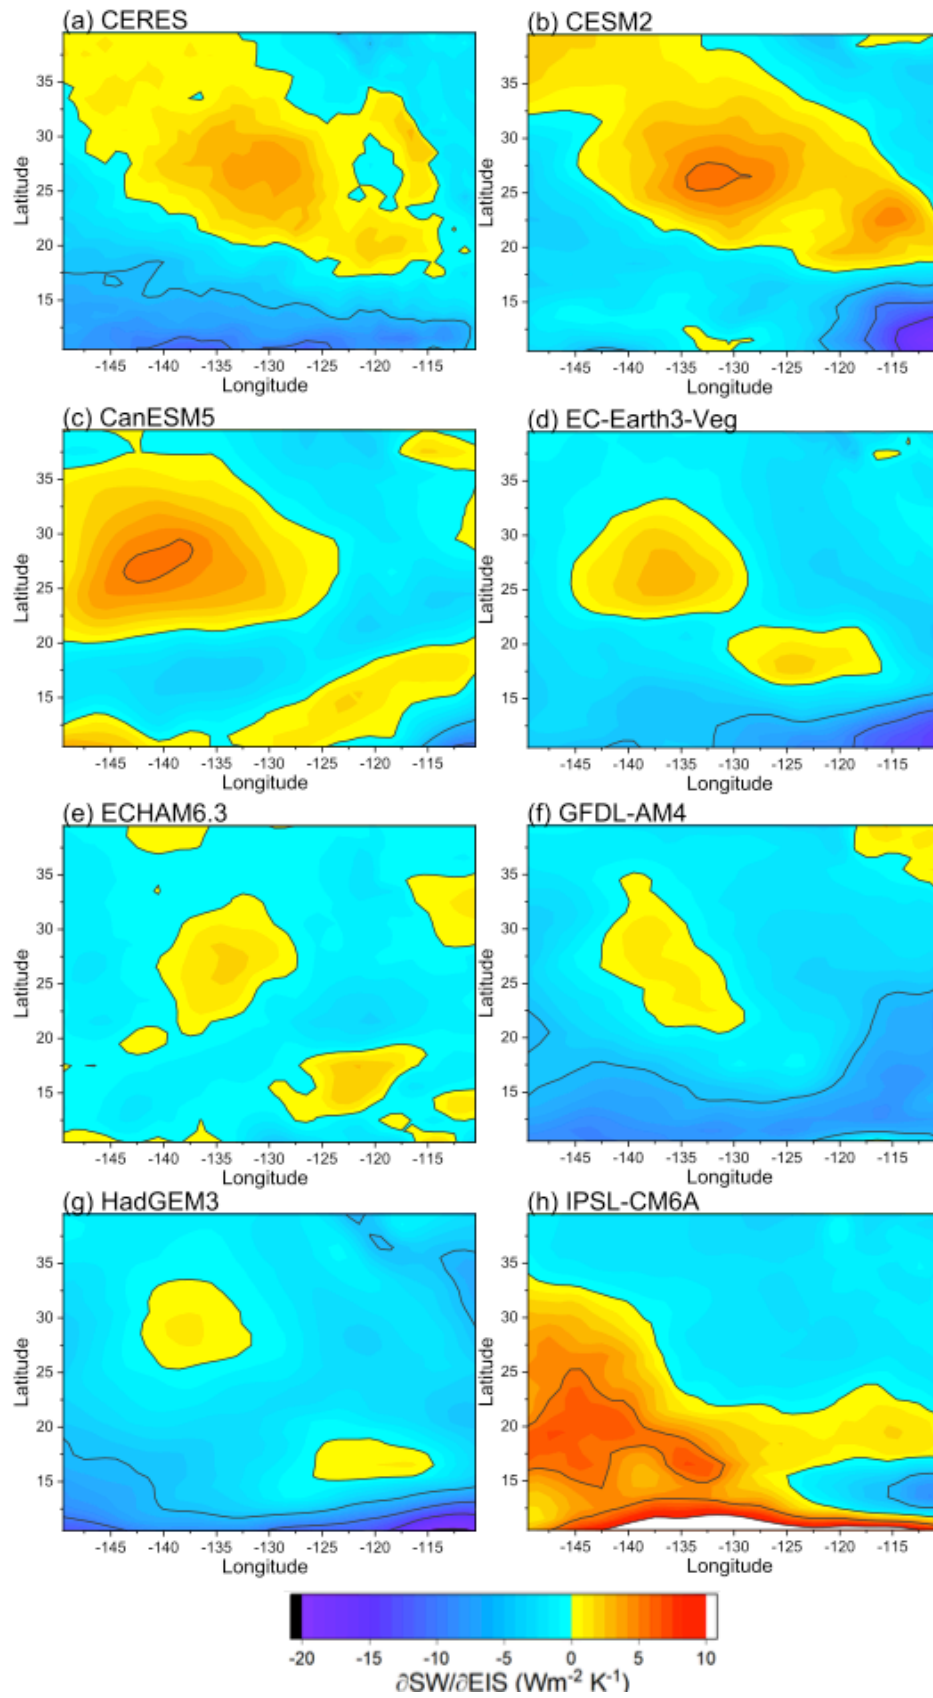 (a) CERES
(b) CESM2
35
30
25
20
15
Latitude
-145 -140 -135 -130 -125 -120 -115
Longitude
35
30
25
20
15
Latitude
-145 -140 -135 -130 -125 -120 -115
Longitude
(c) CanESM5
(d) EC-Earth3-Veg
35
30
25
20
15
Latitude
-145 -140 -135 -130 -125 -120 -115
Longitude
35
30
25
20
15
Latitude
-145 -140 -135 -130 -125 -120 -115
Longitude
(e) ECHAM6.3
(f) GFDL-AM4
35
30
25
20
15
Latitude
-145 -140 -135 -130 -125 -120 -115
Longitude
35
30
25
20
15
Latitude
-145 -140 -135 -130 -125 -120 -115
Longitude
(g) HadGEM3
(h) IPSL-CM6A
35
30
25
20
15
Latitude
-145 -140 -135 -130 -125 -120 -115
Longitude
35
30
25
20
15
Latitude
-145 -140 -135 -130 -125 -120 -115
Longitude
-20 -15 -10 -5 0 5 10
∂SW/∂EIS (Wm⁻² K⁻¹)